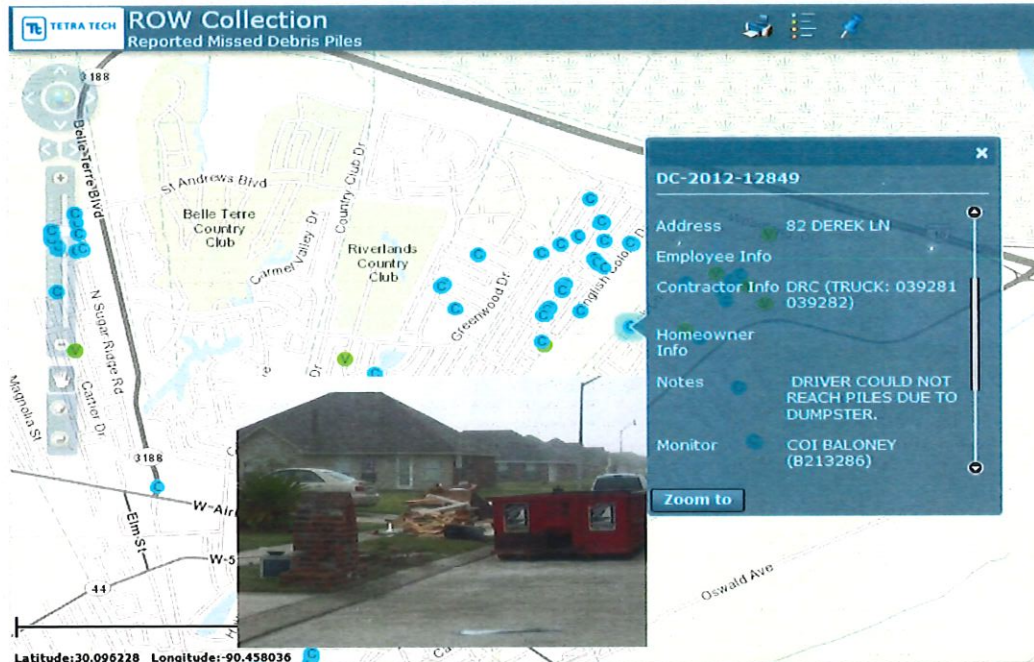 TETRA TECH
ROW Collection
Reported Missed Debris Piles
3188
Belle Terre Blvd
St Andrews Blvd
Belle Terre
Country
Club
Carmel Valley Dr
Country Club Dr
Riverlands
Country
Club
Greenwood Dr
English Colony D
N Sugar Ridge Rd
Cartier Dr
Magnolia St
Dr
3188
W-Air
Elm St
W-5
44
Oswald Ave
DC-2012-12849
Address 82 DEREK LN
Employee Info
Contractor Info DRC (TRUCK: 039281
039282)
Homeowner
Info
Notes DRIVER COULD NOT
REACH PILES DUE TO
DUMPSTER.
Monitor COI BALONEY
(B213286)
Zoom to
Latitude:30.096228 Longitude:-90.458036